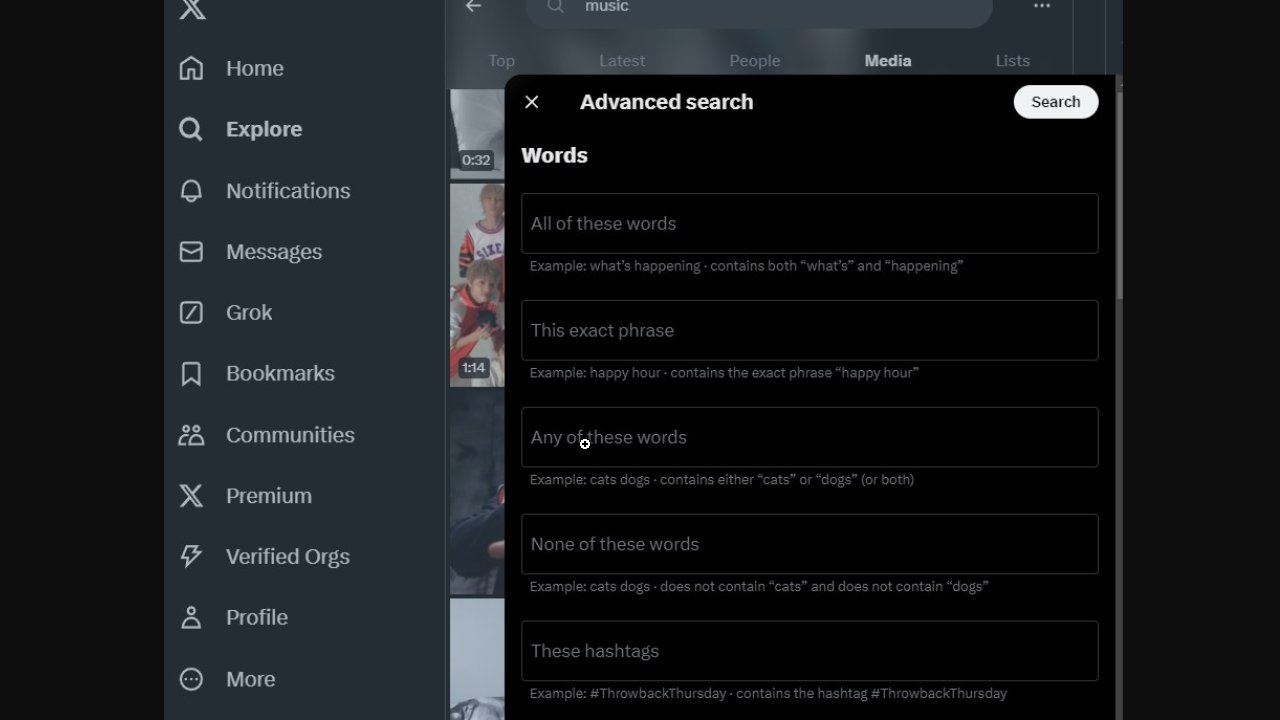 music
Top Latest People Media Lists
Home
Explore
Notifications
Messages
Grok
Bookmarks
Communities
Premium
Verified Orgs
Profile
More
0:32
SIXE
1:14
Advanced search
Search
Words
All of these words
Example: what’s happening · contains both “what’s” and “happening”
This exact phrase
Example: happy hour · contains the exact phrase “happy hour”
Any of these words
Example: cats dogs · contains either “cats” or “dogs” (or both)
None of these words
Example: cats dogs · does not contain “cats” and does not contain “dogs”
These hashtags
Example: #ThrowbackThursday · contains the hashtag #ThrowbackThursday